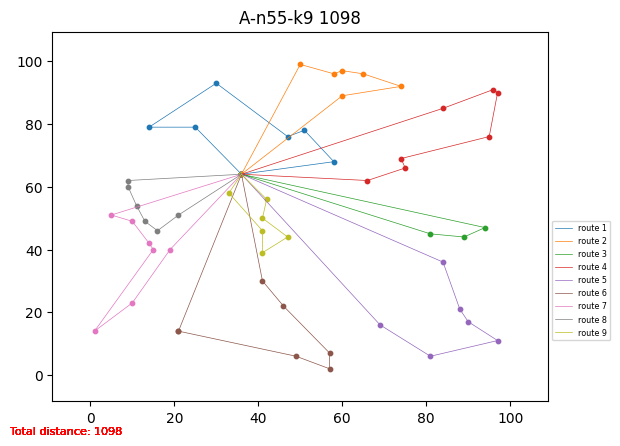 A-n55-k9 1098
100
80
60
40
20
0
0 20 40 60 80 100
route 1
route 2
route 3
route 4
route 5
route 6
route 7
route 8
route 9
Total distance: 1098